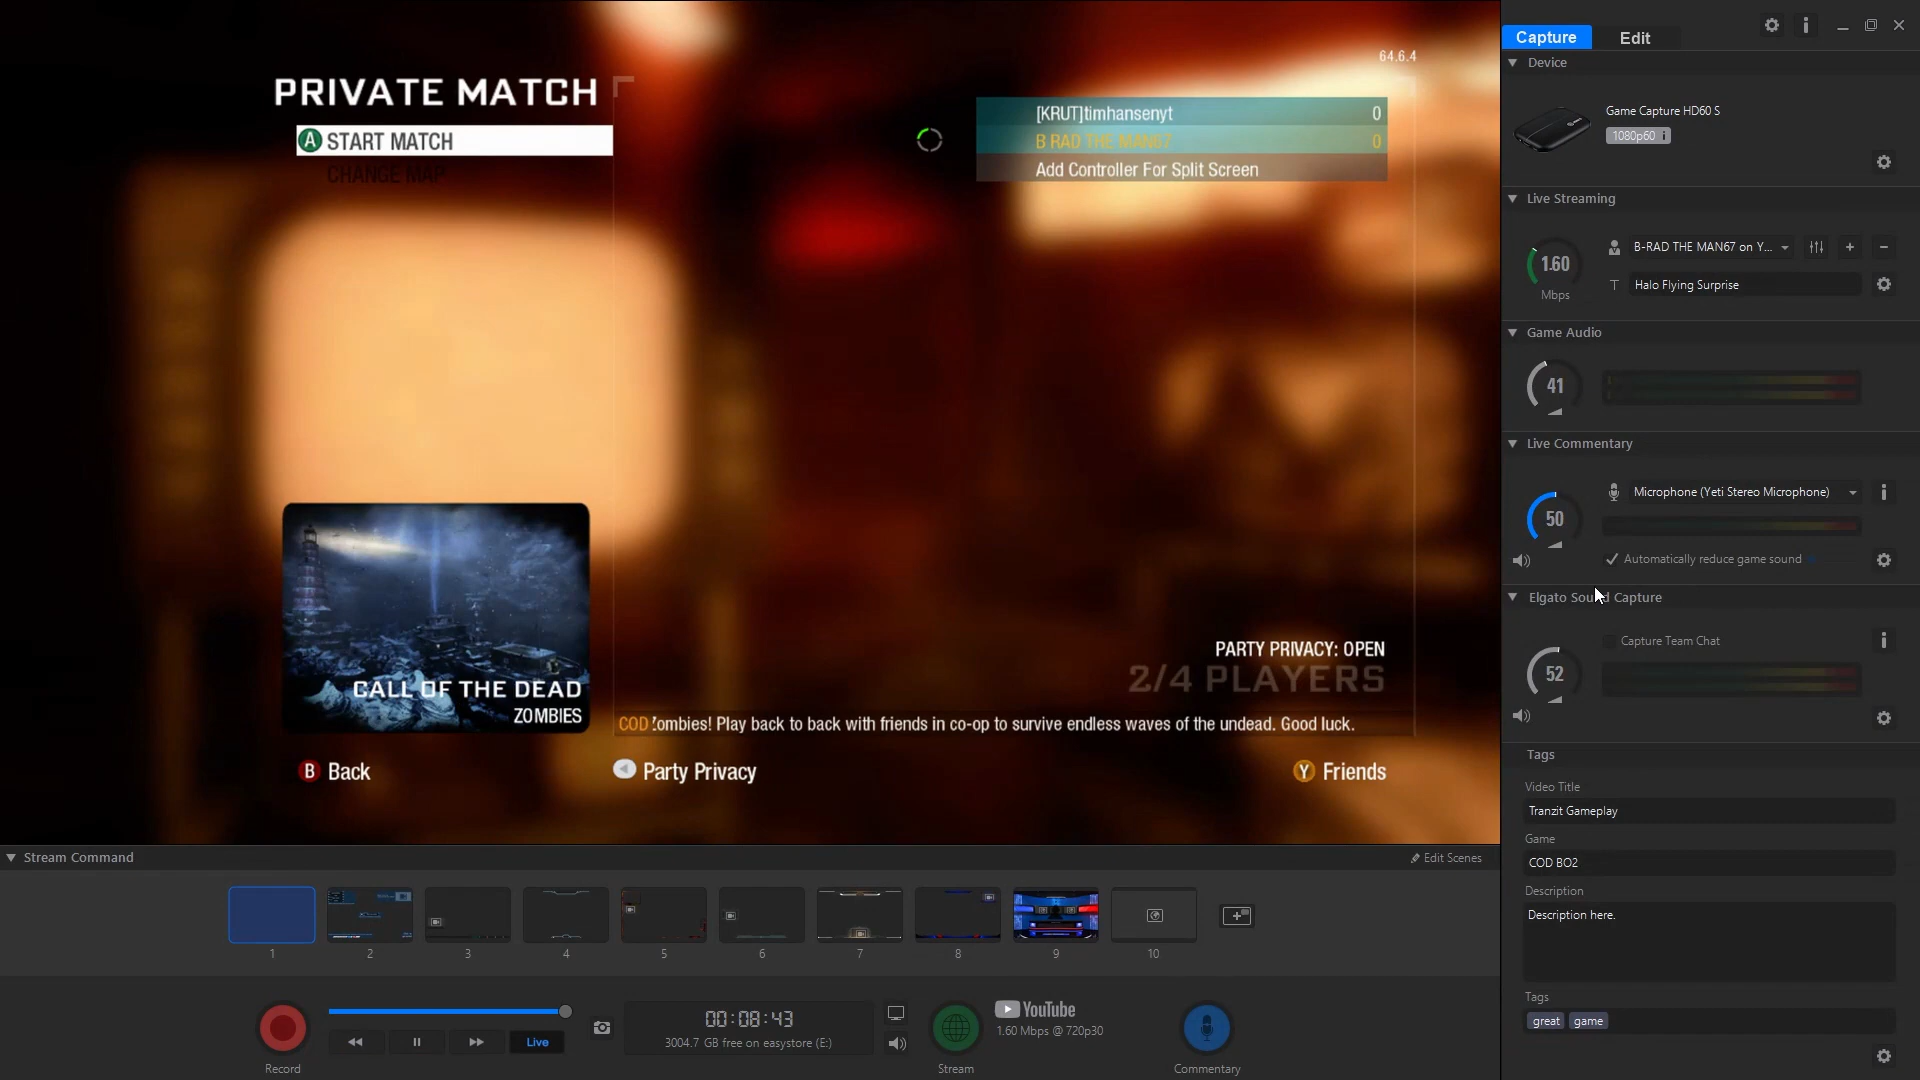 PRIVATE MATCH
64.6.4
A START MATCH
CHANGE MAP
[KRUT]timhansenyt 0
B RAD THE MAN67 0
Add Controller For Split Screen
CALL OF THE DEAD
ZOMBIES
PARTY PRIVACY: OPEN
2/4 PLAYERS
COD Zombies! Play back to back with friends in co-op to survive endless waves of the undead. Good luck.
B Back
Party Privacy
Y Friends
Capture
Edit
Device
Game Capture HD60 S
1080p60 i
Live Streaming
1.60
Mbps
B-RAD THE MAN67 on Y...
T Halo Flying Surprise
Game Audio
41
Live Commentary
50
Microphone (Yeti Stereo Microphone)
Automatically reduce game sound
Elgato Sound Capture
52
Capture Team Chat
Tags
Video Title
Tranzit Gameplay
Game
COD BO2
Description
Description here.
Tags
great
game
Stream Command
Edit Scenes
1
2
3
4
5
6
7
8
9
10
Record
Live
00:08:43
3004.7 GB free on easystore (E:)
Stream
YouTube
1.60 Mbps @ 720p30
Commentary